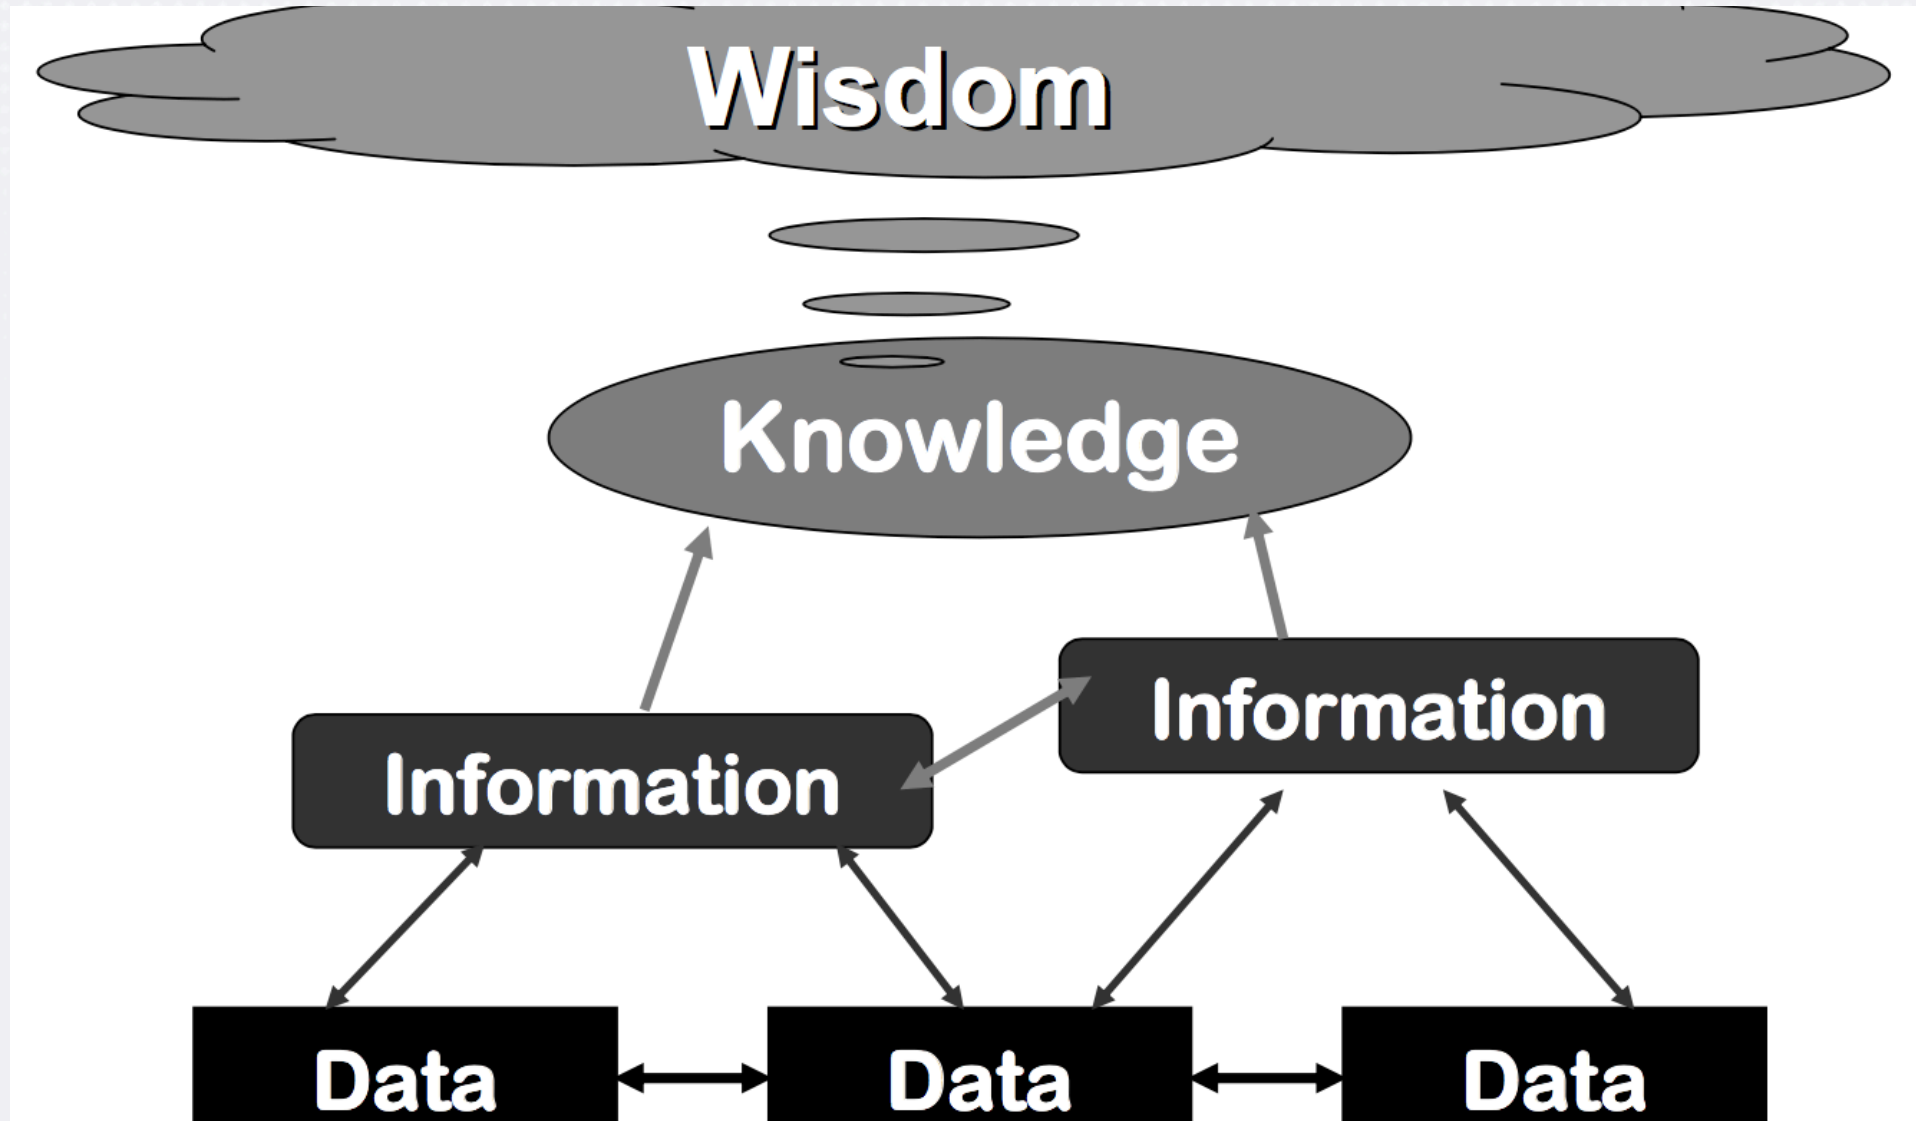 Wisdom
Knowledge
Information
Information
Data
Data
Data